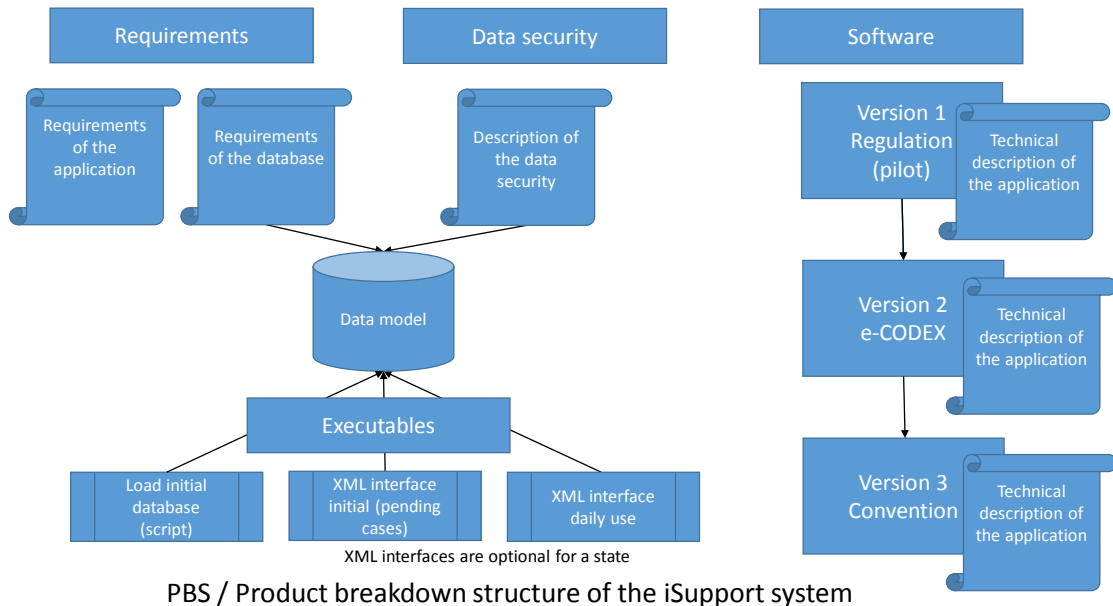 Requirements
Data security
Software
Requirements
of the
application
Requirements
of the database
Description of
the data
security
Version 1
Regulation
(pilot)
Technical
description of
the application
Data model
Version 2
e-CODEX
Technical
description of
the application
Executables
Load initial
database
(script)
XML interface
initial (pending
cases)
XML interface
daily use
Version 3
Convention
Technical
description of
the application
XML interfaces are optional for a state
PBS / Product breakdown structure of the iSupport system